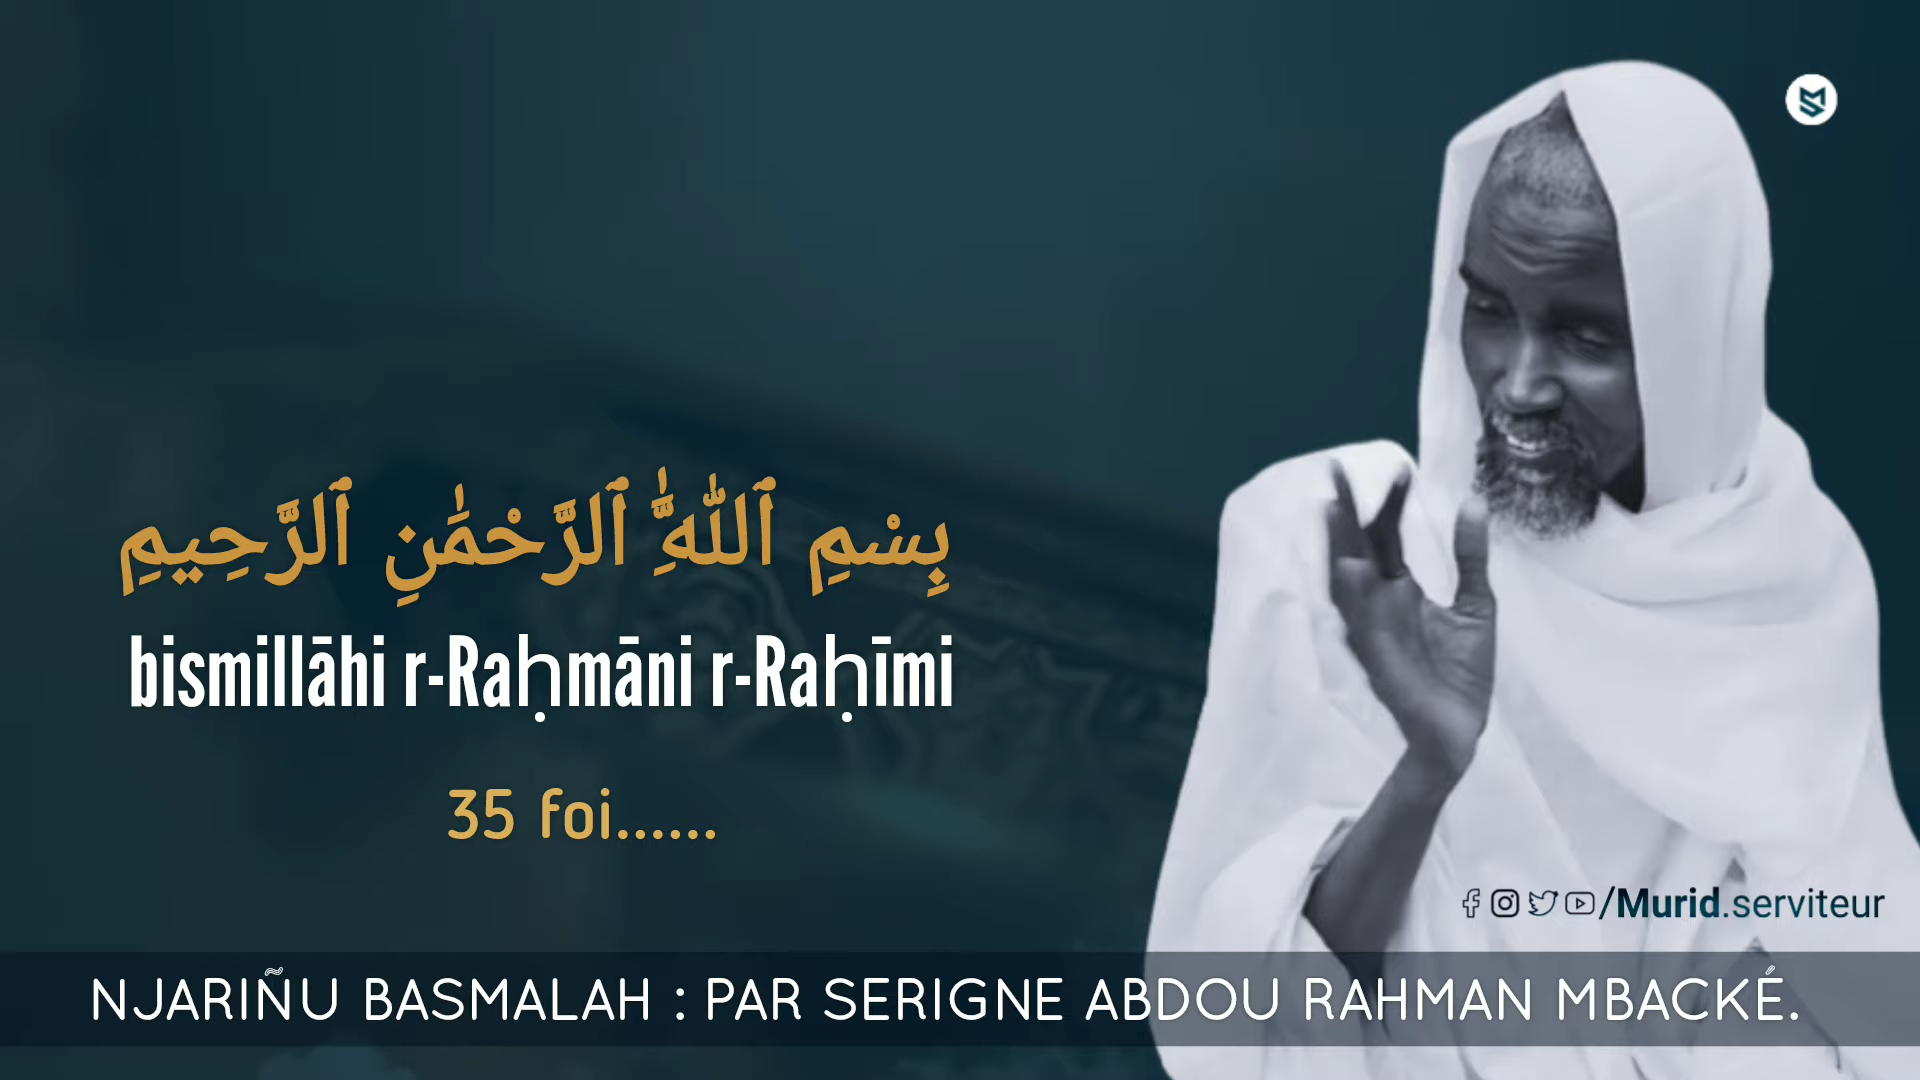 بِسْمِ ٱللَّهِ ٱلرَّحْمَٰنِ ٱلرَّحِيمِ
bismillāhi r-Raḥmāni r-Raḥīmi
35 foi......
/Murid.serviteur
NJARIÑU BASMALAH : PAR SERIGNE ABDOU RAHMAN MBACKÉ.